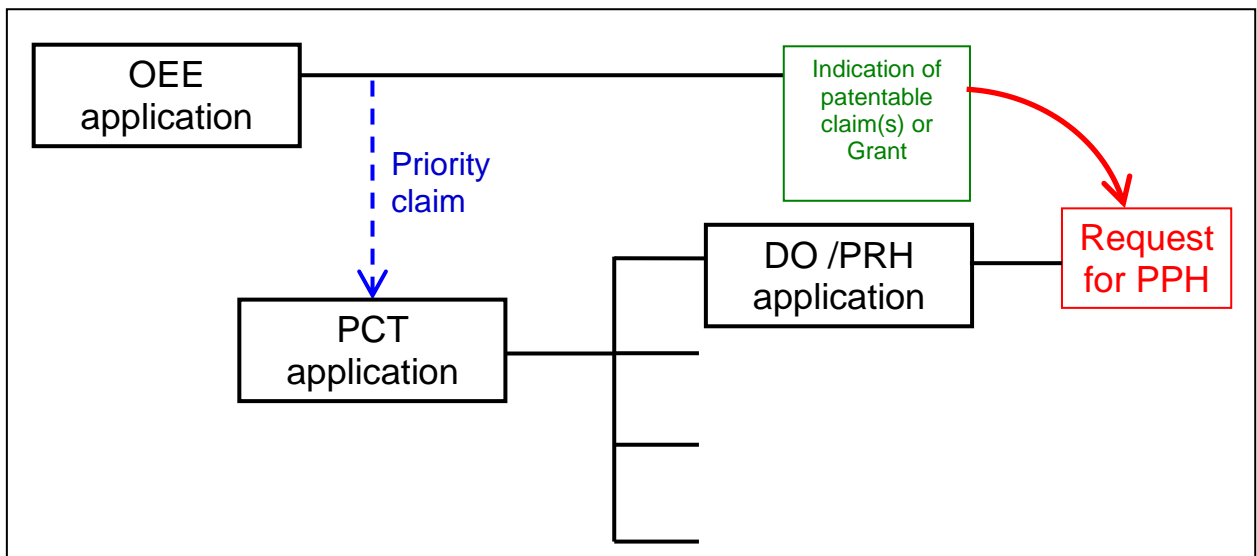 OEE
application
Indication of
patentable
claim(s) or
Grant
Priority
claim
DO /PRH
application
Request
for PPH
PCT
application